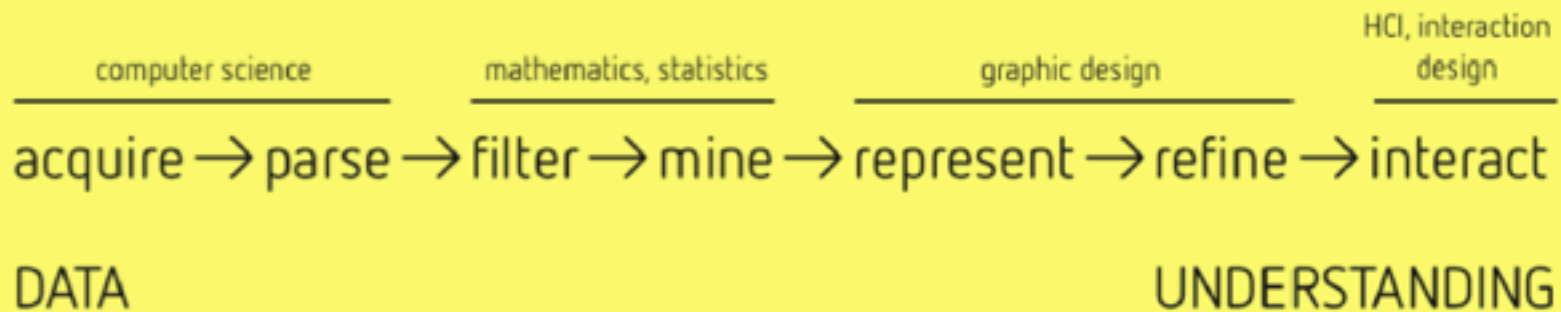 HCI, interaction
computer science mathematics, statistics graphic design design
acquire → parse → filter → mine → represent → refine → interact
DATA UNDERSTANDING